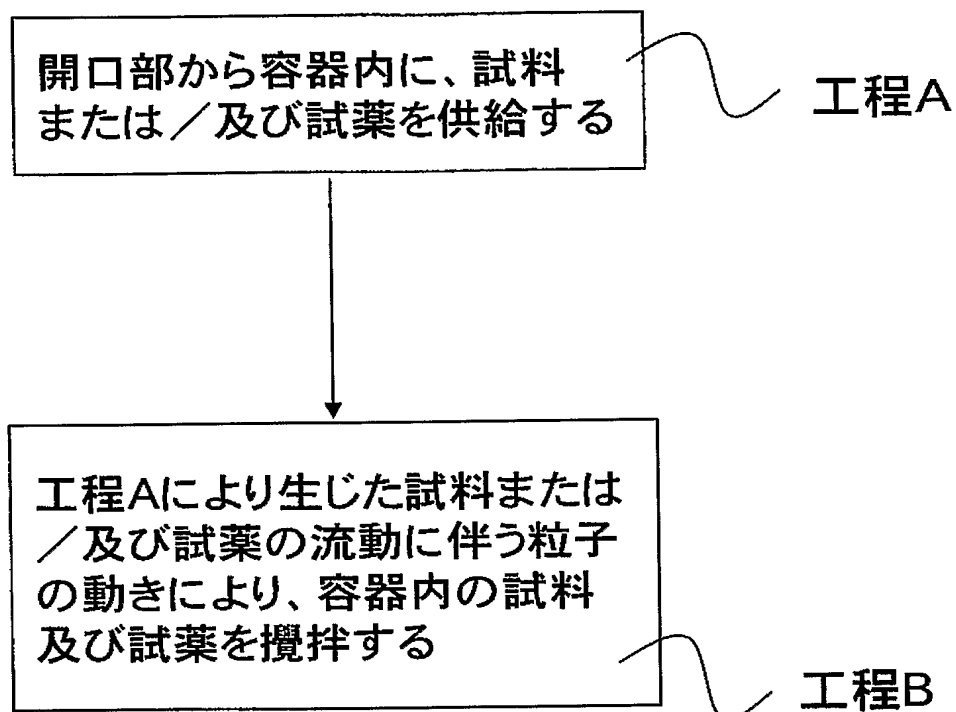 開口部から容器内に、試料
または／及び試薬を供給する
工程A
工程Aにより生じた試料または
／及び試薬の流動に伴う粒子
の動きにより、容器内の試料
及び試薬を攪拌する
工程B